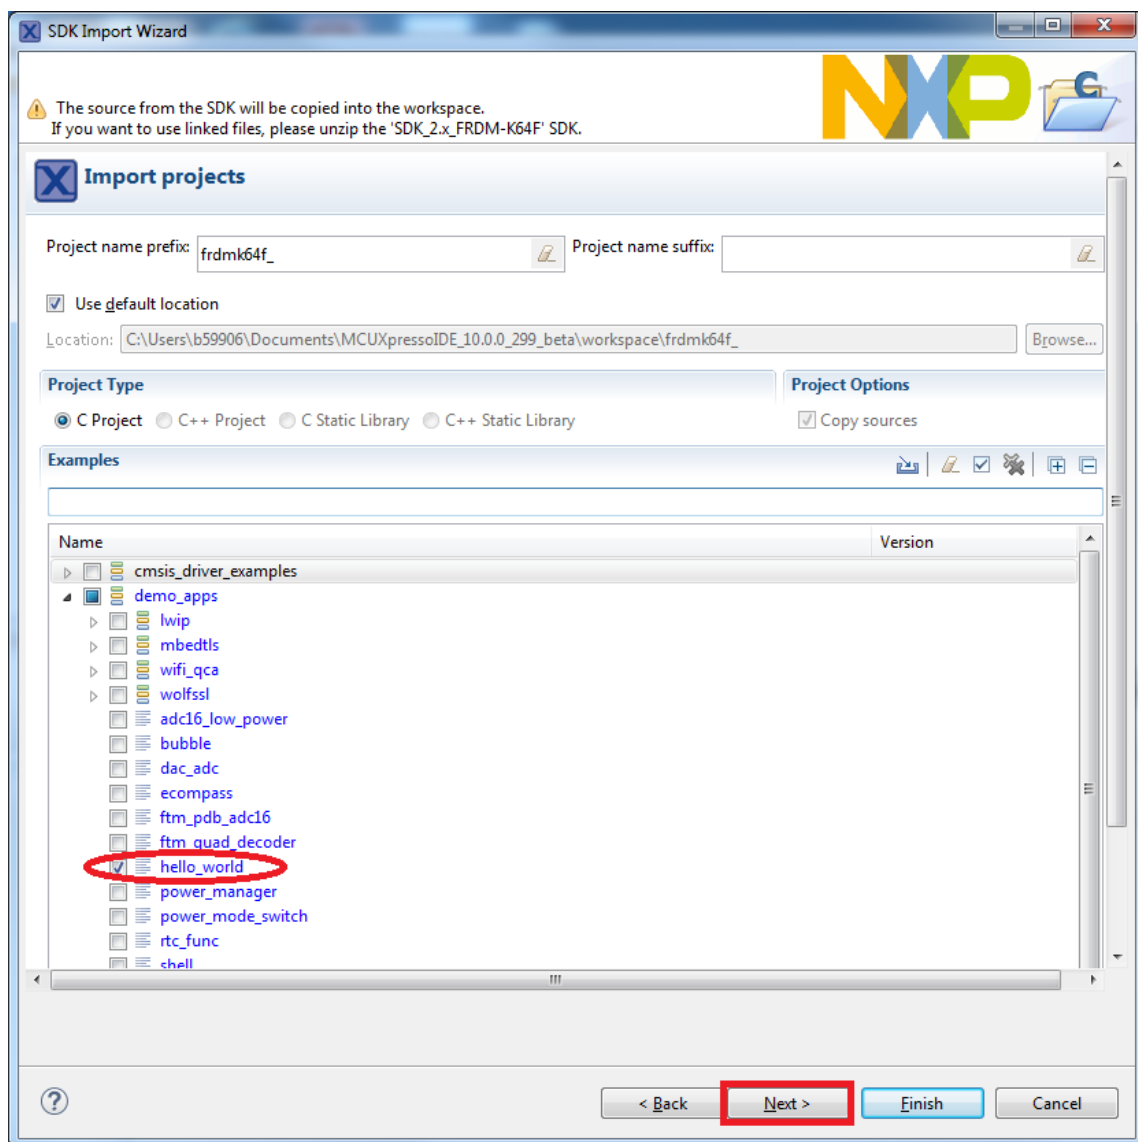 SDK Import Wizard
The source from the SDK will be copied into the workspace.
If you want to use linked files, please unzip the 'SDK_2.x_FRDM-K64F' SDK.
NXP
C
Import projects
Project name prefix: frdmk64f_ Project name suffix:
Use default location
Location: C:\Users\b59906\Documents\MCUXpressoIDE_10.0.0_299_beta\workspace\frdmk64f_ Browse...
Project Type Project Options
C Project C++ Project C Static Library C++ Static Library Copy sources
Examples
Name Version
cmsis_driver_examples
demo_apps
lwip
mbedtls
wifi_qca
wolfssl
adc16_low_power
bubble
dac_adc
ecompass
ftm_pdb_adc16
ftm_quad_decoder
hello_world
power_manager
power_mode_switch
rtc_func
shell
? < Back Next > Finish Cancel